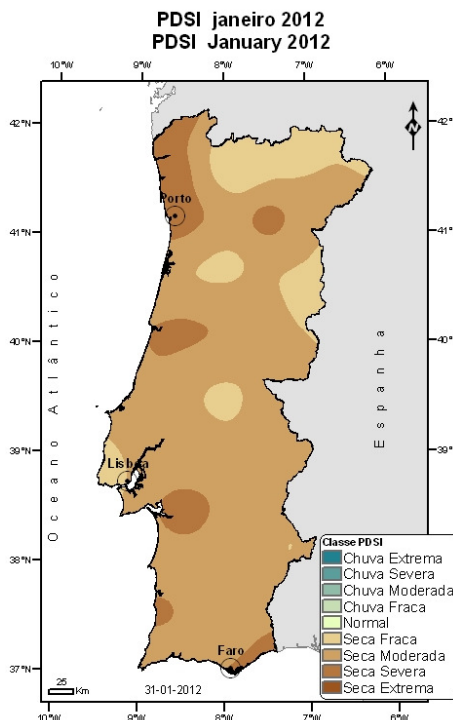 PDSI janeiro 2012
PDSI January 2012
10°W 9°W 8°W 7°W 6°W
42°N 42°N
Porto
41°N 41°N
40°N 40°N
Oceano Atlântico
Espanha
39°N 39°N
Lisboa
38°N
37°N
Faro
Classe PDSI
Chuva Extrema
Chuva Severa
Chuva Moderada
Chuva Fraca
Normal
Seca Fraca
Seca Moderada
Seca Severa
Seca Extrema
25
Km
31-01-2012
10°W 9°W 8°W 7°W 6°W
N